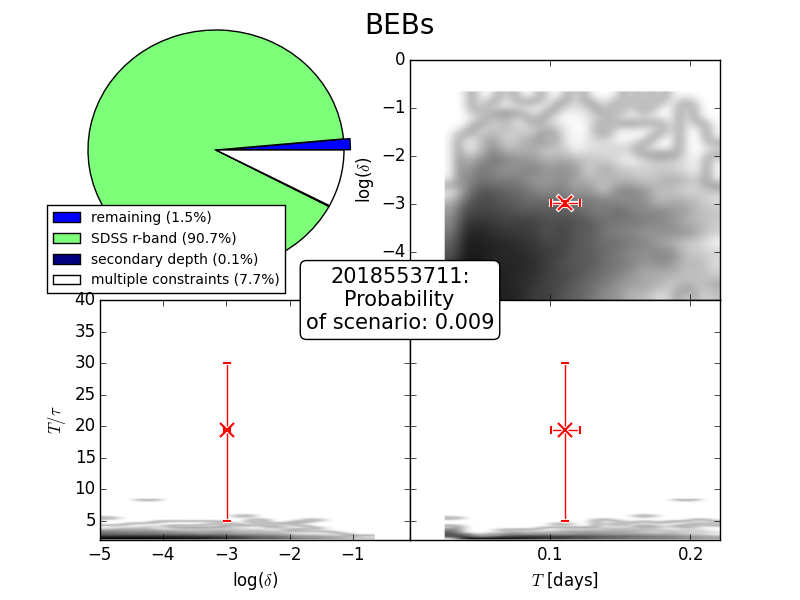 BEBs
remaining (1.5%)
SDSS r-band (90.7%)
secondary depth (0.1%)
multiple constraints (7.7%)
0
−1
−2
−3
−4
log(δ)
2018553711:
Probability
of scenario: 0.009
40
35
30
25
20
15
10
5
T/τ
−5 −4 −3 −2 −1
log(δ)
0.1 0.2
T [days]